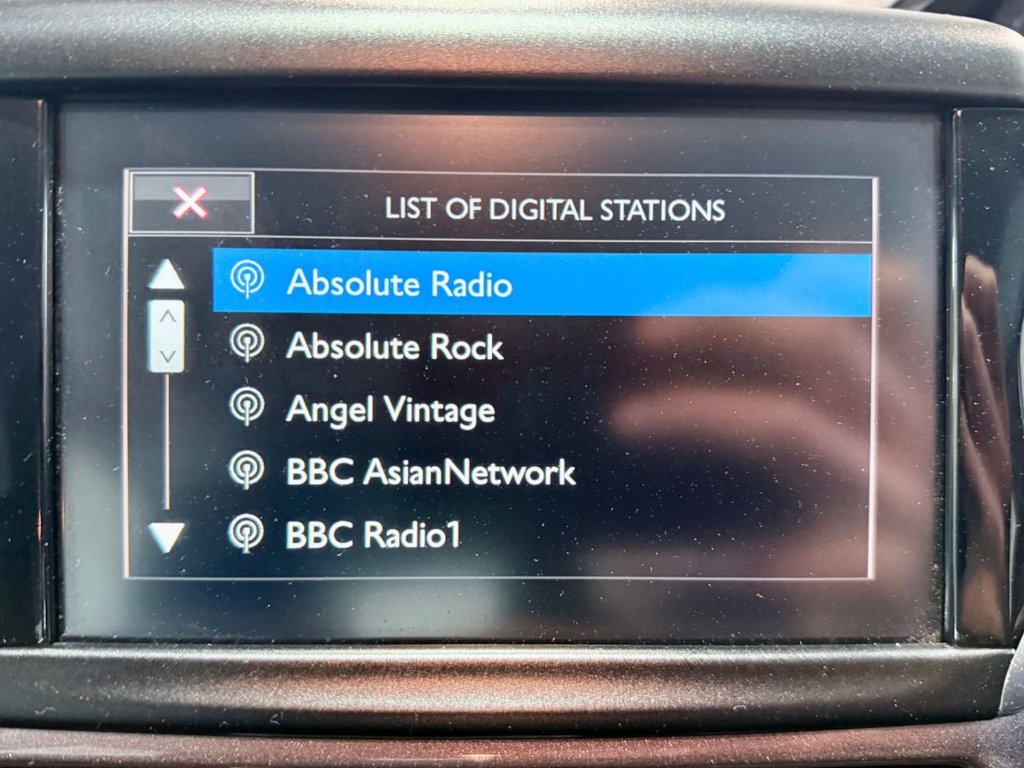 LIST OF DIGITAL STATIONS
Absolute Radio
Absolute Rock
Angel Vintage
BBC AsianNetwork
BBC Radio1